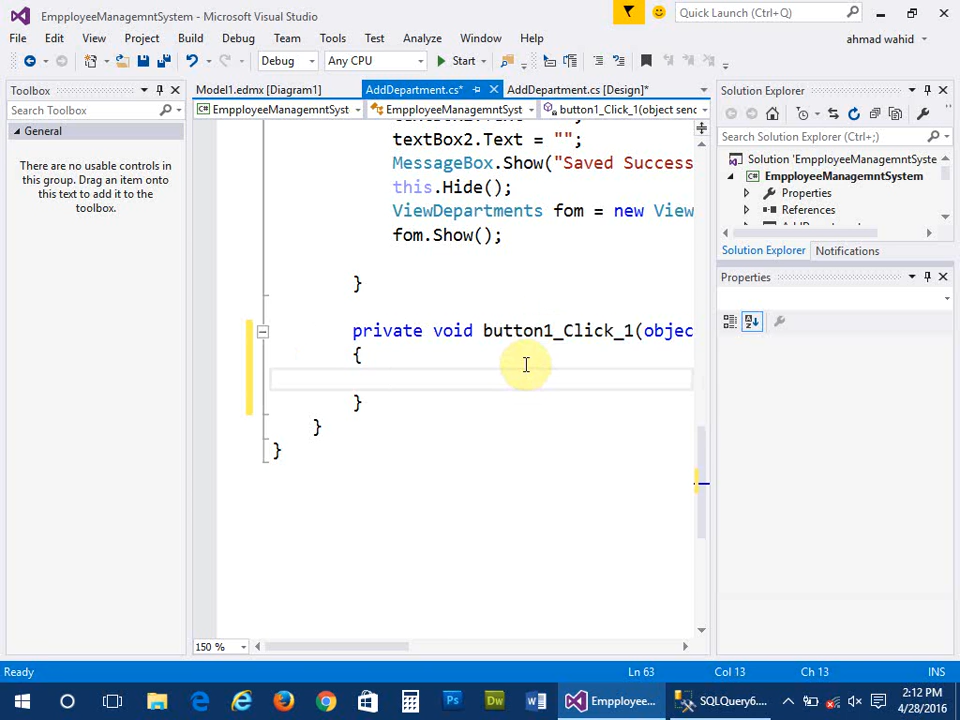 EmpployeeManagemntSystem - Microsoft Visual Studio
Quick Launch (Ctrl+Q)
File Edit View Project Build Debug Team Tools Test Analyze Window Help
ahmad wahid
Debug Any CPU Start
Toolbox
Search Toolbox
General
There are no usable controls in
this group. Drag an item onto
this text to add it to the
toolbox.
Model1.edmx [Diagram1] AddDepartment.cs* AddDepartment.cs [Design]*
EmpployeeManagemntSyst EmpployeeManagemntSyst button1_Click_1(object senc
textBox2.Text = "";
MessageBox.Show("Saved Success
this.Hide();
ViewDepartments fom = new View
fom.Show();
}
private void button1_Click_1(objec
{
}
}
}
150 %
Solution Explorer
Search Solution Explorer (Ctrl+;)
Solution 'EmpployeeManagemntSyste
EmpployeeManagemntSystem
Properties
References
Solution Explorer Notifications
Properties
Ready Ln 63 Col 13 Ch 13 INS
Ps Dw Empployee... SQLQuery6....
2:12 PM
4/28/2016